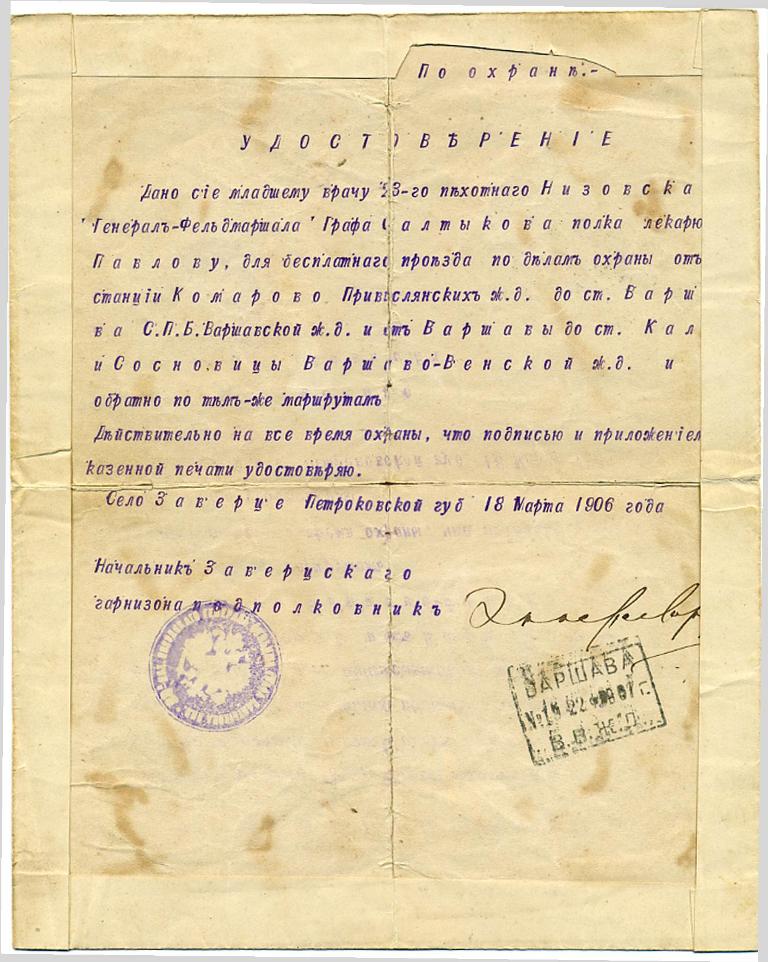 По охранѣ.-
УДОСТОВѢРЕНІЕ
Дано сіе младшему врачу 23-го пѣхотнаго Низовска
Генералъ-Фельдмаршала Графа Салтыкова полка лекарю
Павлову, для бесплатнаго проѣзда по дѣламъ охраны отъ
станціи Комарово Привислянскихъ ж.д. до ст. Варш
ва С.П.Б.Варшавской ж.д. и отъ Варшавы до ст. Кал
и Сосновицы Варшаво-Венской ж.д. и
обратно по тѣмъ-же маршрутамъ
Дѣйствительно на все время охраны, что подписью и приложеніем
казенной печати удостовѣряю.
Село Заверце Петроковской губ 18 Марта 1906 года
Начальникъ Заверцскаго
гарнизона подполковникъ
ВАРШАВА
В.В.ж.д.